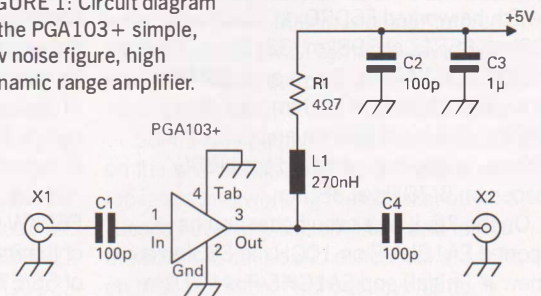 GURE 1: Circuit diagram
the PGA103+ simple,
w noise figure, high
namic range amplifier.
+5V
R1
4Ω7
C2
100p
C3
1µ
PGA103+
L1
270nH
X1
C1
100p
4
Tab
1
In
3
Out
2
Gnd
C4
100p
X2